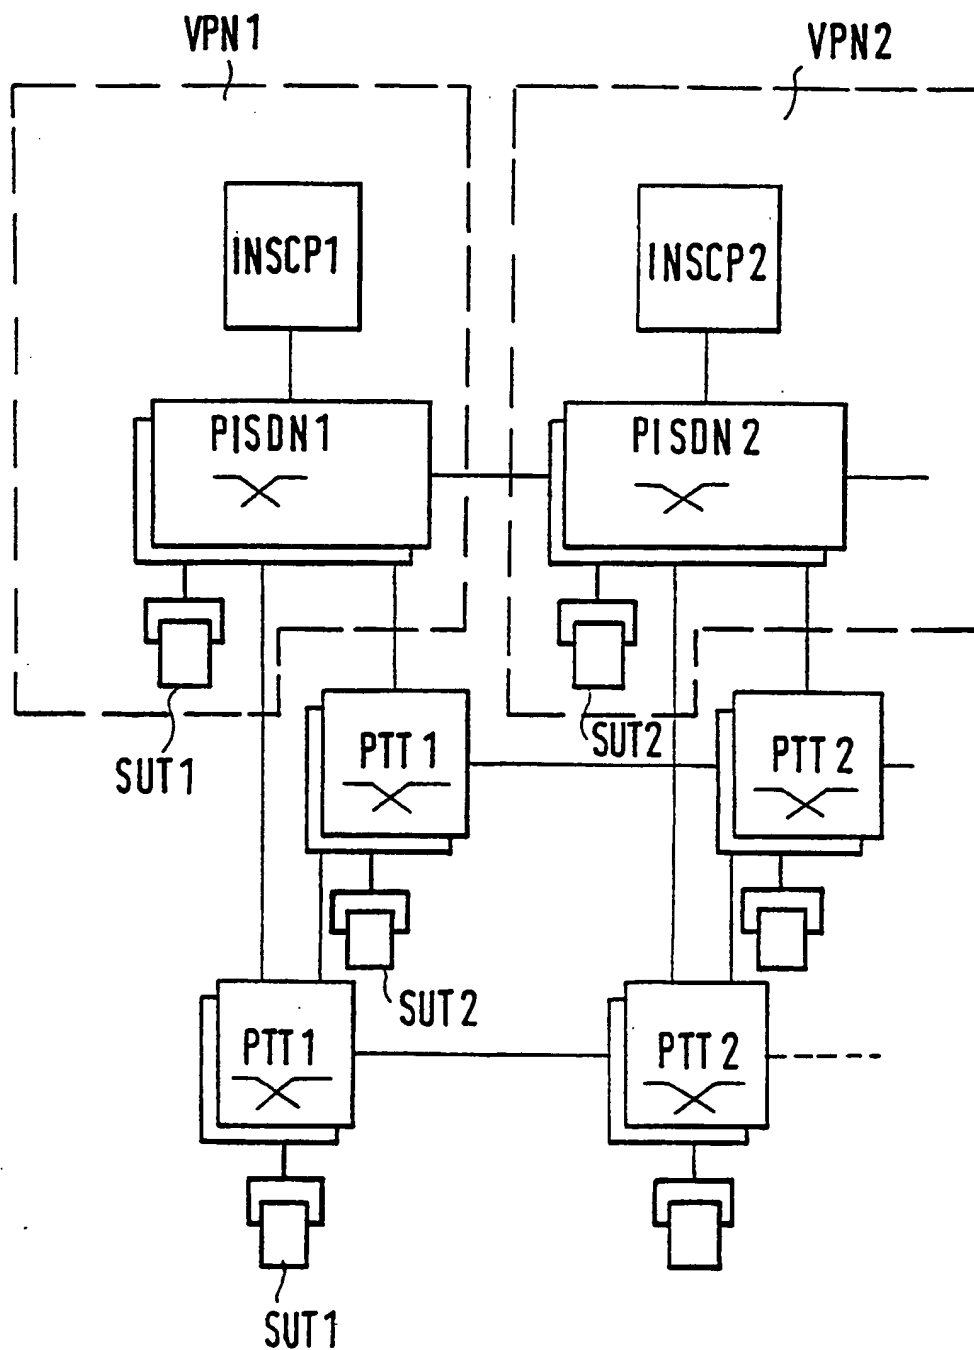 VPN1
VPN2
INSCP1
INSCP2
PISDN1
PISDN2
SUT1
SUT2
PTT1
PTT2
SUT2
PTT1
PTT2
SUT1